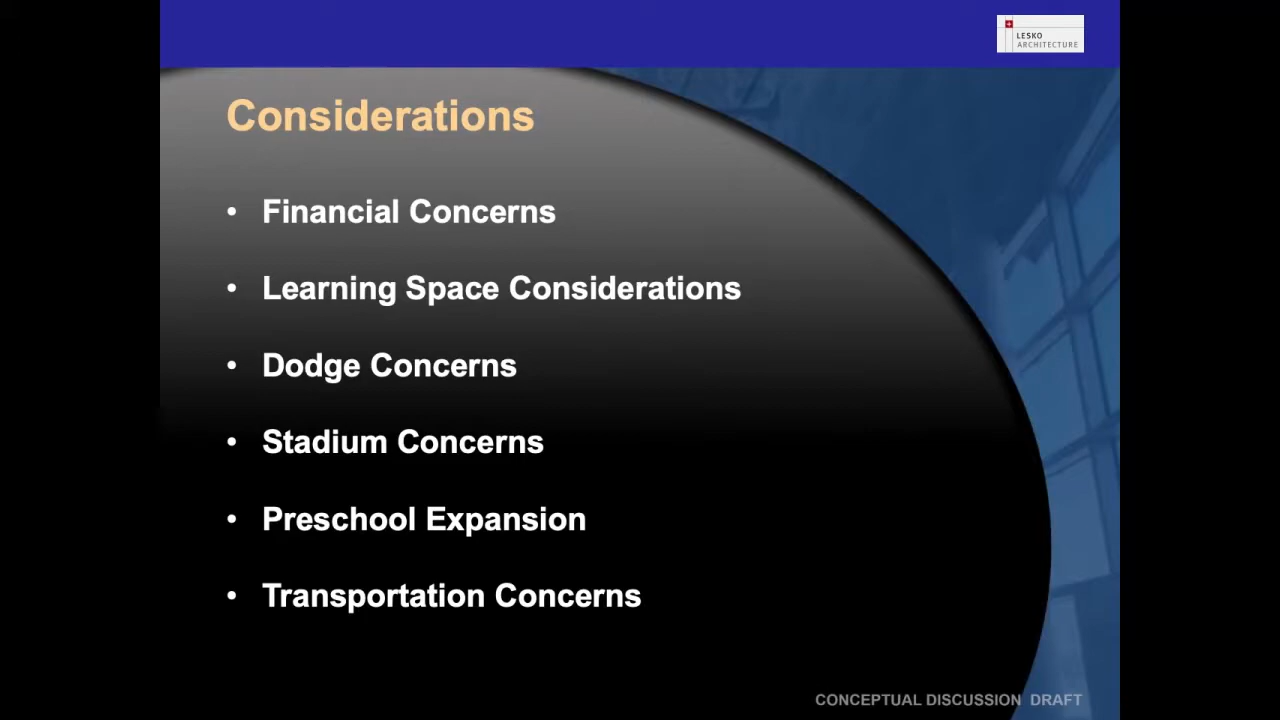 LESKO
ARCHITECTURE
Considerations
• Financial Concerns
• Learning Space Considerations
• Dodge Concerns
• Stadium Concerns
• Preschool Expansion
• Transportation Concerns
CONCEPTUAL DISCUSSION DRAFT